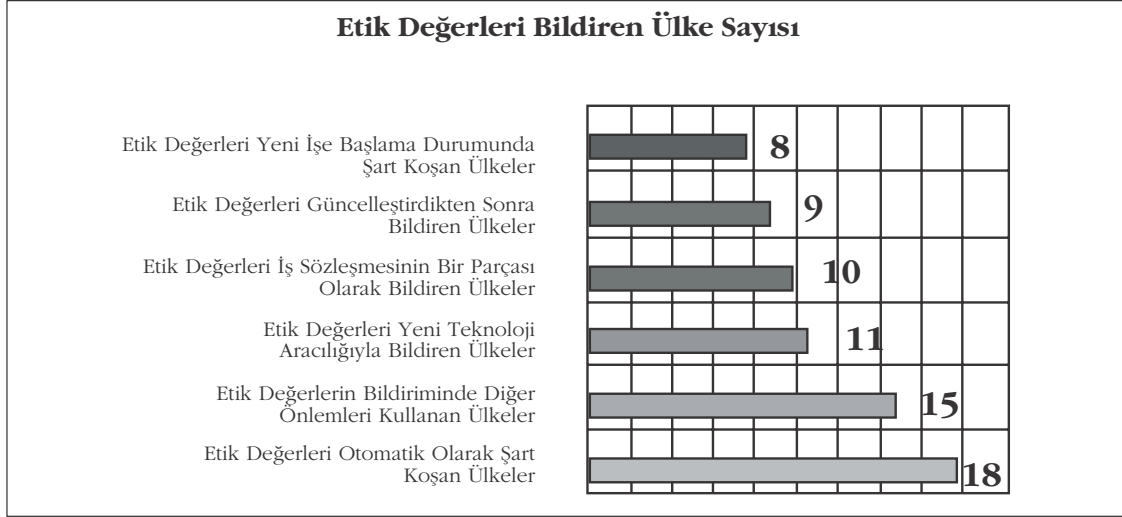 Etik Değerleri Bildiren Ülke Sayısı
Etik Değerleri Yeni İşe Başlama Durumunda
Şart Koşan Ülkeler
8
Etik Değerleri Güncelleştirdikten Sonra
Bildiren Ülkeler
9
Etik Değerleri İş Sözleşmesinin Bir Parçası
Olarak Bildiren Ülkeler
10
Etik Değerleri Yeni Teknoloji
Aracılığıyla Bildiren Ülkeler
11
Etik Değerlerin Bildiriminde Diğer
Önlemleri Kullanan Ülkeler
15
Etik Değerleri Otomatik Olarak Şart
Koşan Ülkeler
18